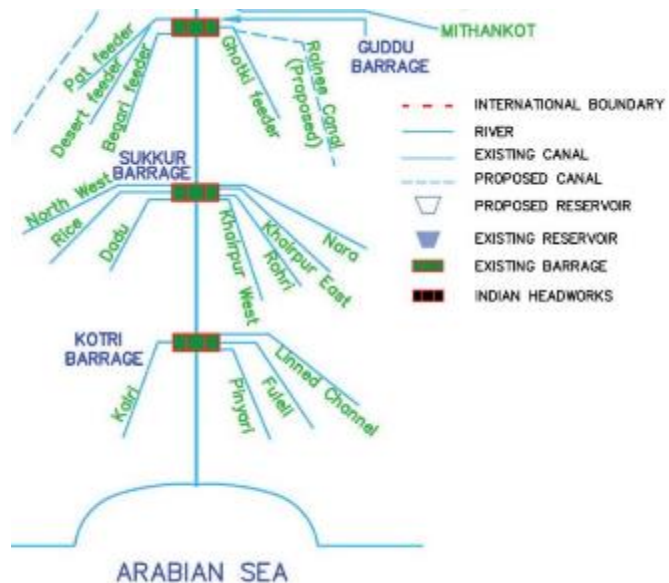 MITHANKOT
GUDDU
BARRAGE
Pat feeder
Desert feeder
Begari feeder
Ghotki feeder
Rainee Canal
(Proposed)
INTERNATIONAL BOUNDARY
RIVER
EXISTING CANAL
PROPOSED CANAL
PROPOSED RESERVOIR
EXISTING RESERVOIR
EXISTING BARRAGE
INDIAN HEADWORKS
SUKKUR
BARRAGE
North West
Rice
Dadu
Khairpur West
Rohri
Khairpur East
Nara
KOTRI
BARRAGE
Kalri
Pinyari
Fuleli
Linned Channel
ARABIAN SEA